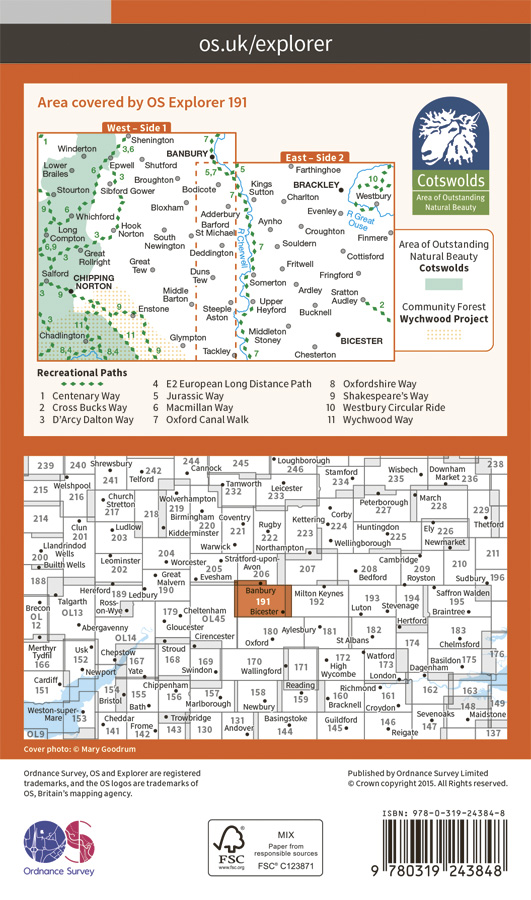 os.uk/explorer
Area covered by OS Explorer 191
West – Side 1
East – Side 2
1
3,6
Shenington
7
Winderton
Epwell
Shutford
BANBURY
Lower
Brailes
Broughton
5,7
5
Stourton
Sibford Gower
Bodicote
7
Bloxham
9
6
Whichford
Adderbury
Long
Compton
3
Hook
Norton
South
Newington
Barford
St Michael
6,9
Great
Rollright
Deddington
Salford
Great
Tew
Duns
Tew
CHIPPING
NORTON
3
9
Middle
Barton
9
Enstone
Steeple
Aston
3
11
Chadlington
11
Glympton
8,4
8,4
9
Tackley
Farthinghoe
10
Kings
Sutton
BRACKLEY
Charlton
Westbury
Evenley
R Great
Ouse
Aynho
Croughton
Finmere
R Cherwell
7
Souldern
Cottisford
Fritwell
Fringford
Somerton
Ardley
Stratton
Audley
Upper
Heyford
Bucknell
2
Middleton
Stoney
BICESTER
7
Chesterton
Cotswolds
Area of Outstanding
Natural Beauty
Area of Outstanding
Natural Beauty
Cotswolds
Community Forest
Wychwood Project
Recreational Paths
1 Centenary Way
2 Cross Bucks Way
3 D'Arcy Dalton Way
4 E2 European Long Distance Path
5 Jurassic Way
6 Macmillan Way
7 Oxford Canal Walk
8 Oxfordshire Way
9 Shakespeare's Way
10 Westbury Circular Ride
11 Wychwood Way
239 240 Shrewsbury 241 242 Telford 244 Cannock 245 Loughborough 246 Stamford 234 Wisbech 235 Downham Market 236 238
215 Welshpool 216 Church Stretton 217 218 Wolverhampton 219 Tamworth 232 Leicester 233 Peterborough 227 March 228 229
214 Clun 201 Ludlow 203 Kidderminster Birmingham 220 Coventry 221 Rugby 222 Kettering 223 Corby 224 Huntingdon 225 Ely 226 Thetford
200 Llandrindod Wells Builth Wells Leominster 202 204 Worcester Warwick 205 Stratford-upon-Avon 206 Northampton 207 Wellingborough 208 Bedford Cambridge 209 Newmarket 210 211
188 Hereford 189 Ledbury Great Malvern 190 Evesham Banbury 191 Bicester Milton Keynes 192 193 Luton 194 Stevenage Royston Saffron Walden 195 Braintree Sudbury 196
Brecon OL 12 Talgarth OL13 Ross-on-Wye Abergavenny OL14 179 Gloucester Cheltenham OL45 Cirencester 180 Oxford Aylesbury 181 182 St Albans Hertford 174 183 Chelmsford
Merthyr Tydfil 166 Usk 152 Newport Chepstow 167 Yate Stroud 168 169 Swindon 170 Wallingford 171 172 High Wycombe Watford 173 London Dagenham Basildon 175 176
Cardiff 151 154 Bristol 155 Bath Chippenham 156 157 Marlborough 158 Newbury Reading 159 160 Bracknell Richmond 161 Croydon 162 163 148 149
Weston-super-Mare 153 OL9 Cheddar 141 Frome 142 Trowbridge 143 130 131 Andover Basingstoke 144 Guildford 145 146 Reigate Sevenoaks 147 Maidstone 137
Cover photo: © Mary Goodrum
Ordnance Survey, OS and Explorer are registered
trademarks, and the OS logos are trademarks of
OS, Britain's mapping agency.
Published by Ordnance Survey Limited
© Crown copyright 2015. All Rights Reserved.
OS
Ordnance Survey
FSC
www.fsc.org
MIX
Paper from
responsible sources
FSC® C123871
ISBN: 978-0-319-24384-8
9 780319 243848